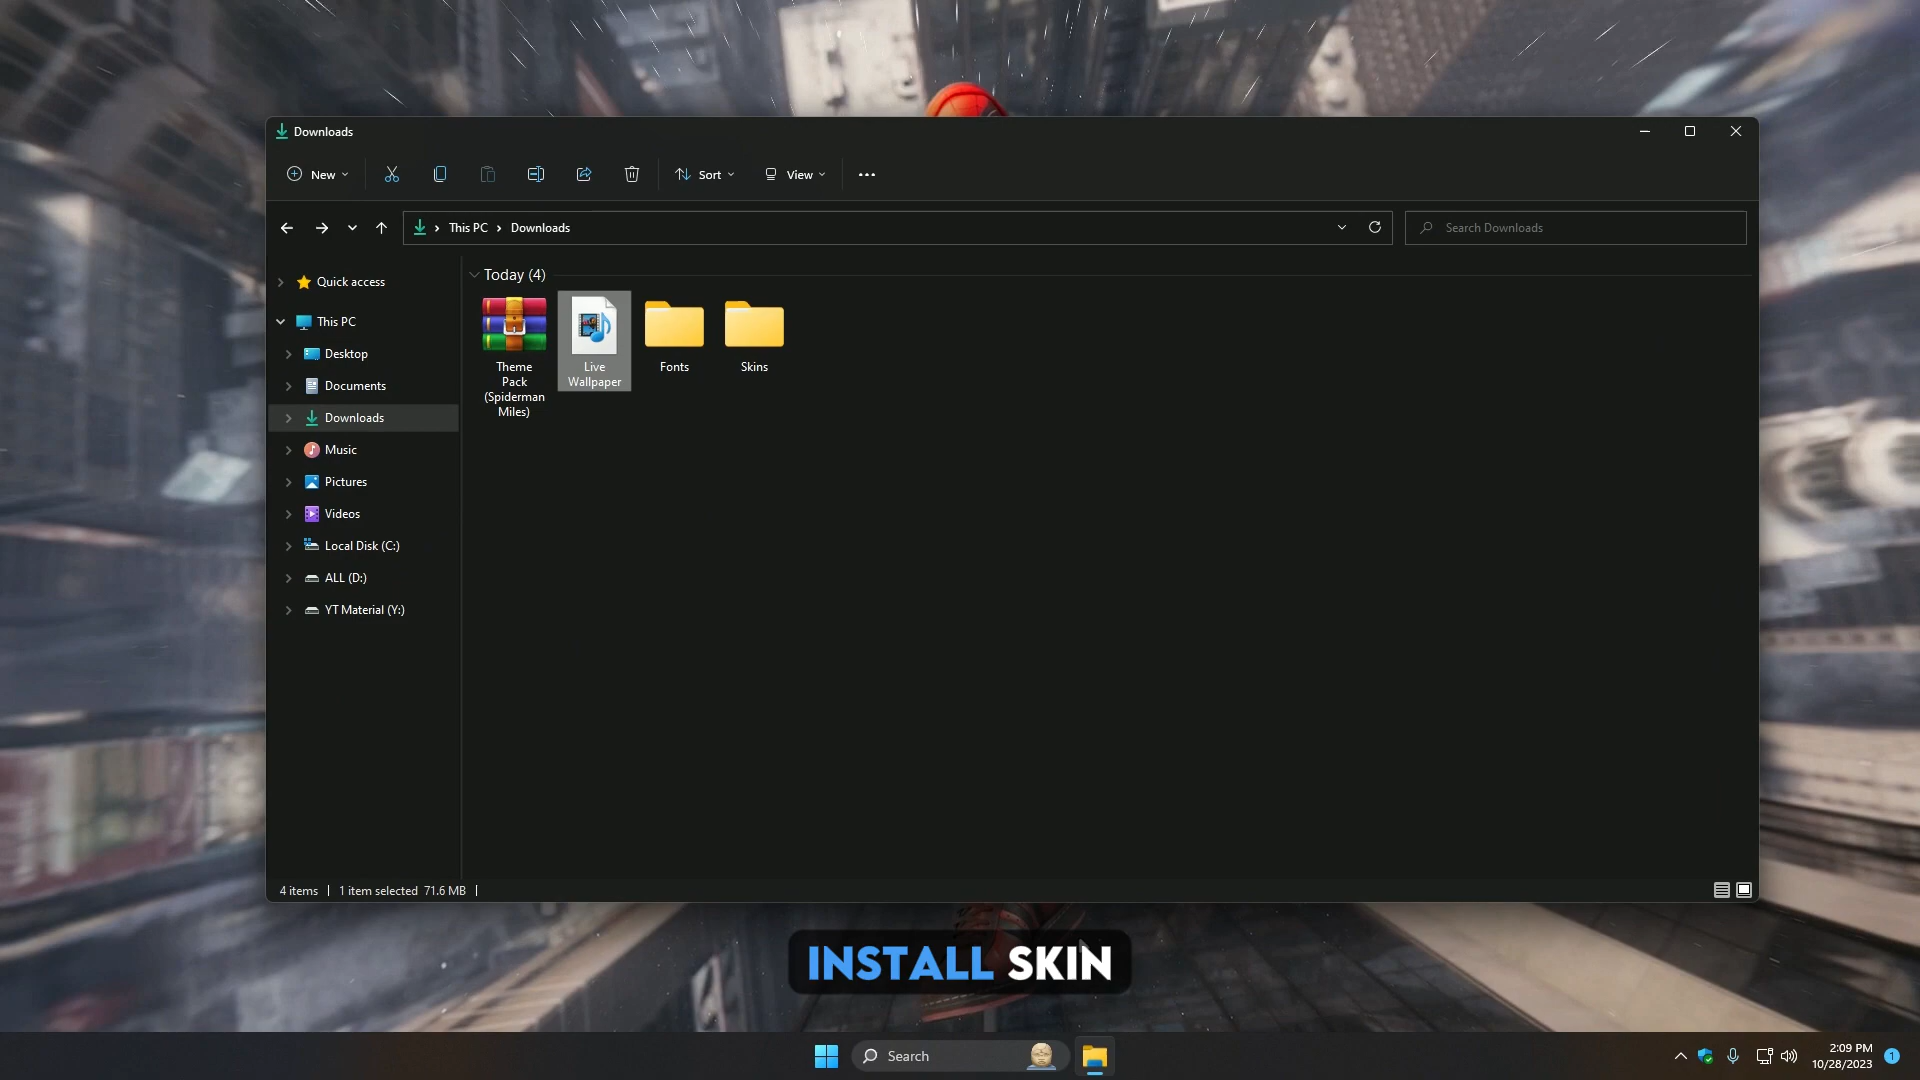 Downloads
New
Sort
View
This PC
Downloads
Search Downloads
Quick access
This PC
Desktop
Documents
Downloads
Music
Pictures
Videos
Local Disk (C:)
ALL (D:)
YT Material (Y:)
Today (4)
Theme
Pack
(Spiderman
Miles)
Live
Wallpaper
Fonts
Skins
4 items
1 item selected 71.6 MB
INSTALL SKIN
Search
2:09 PM
10/28/2023
1